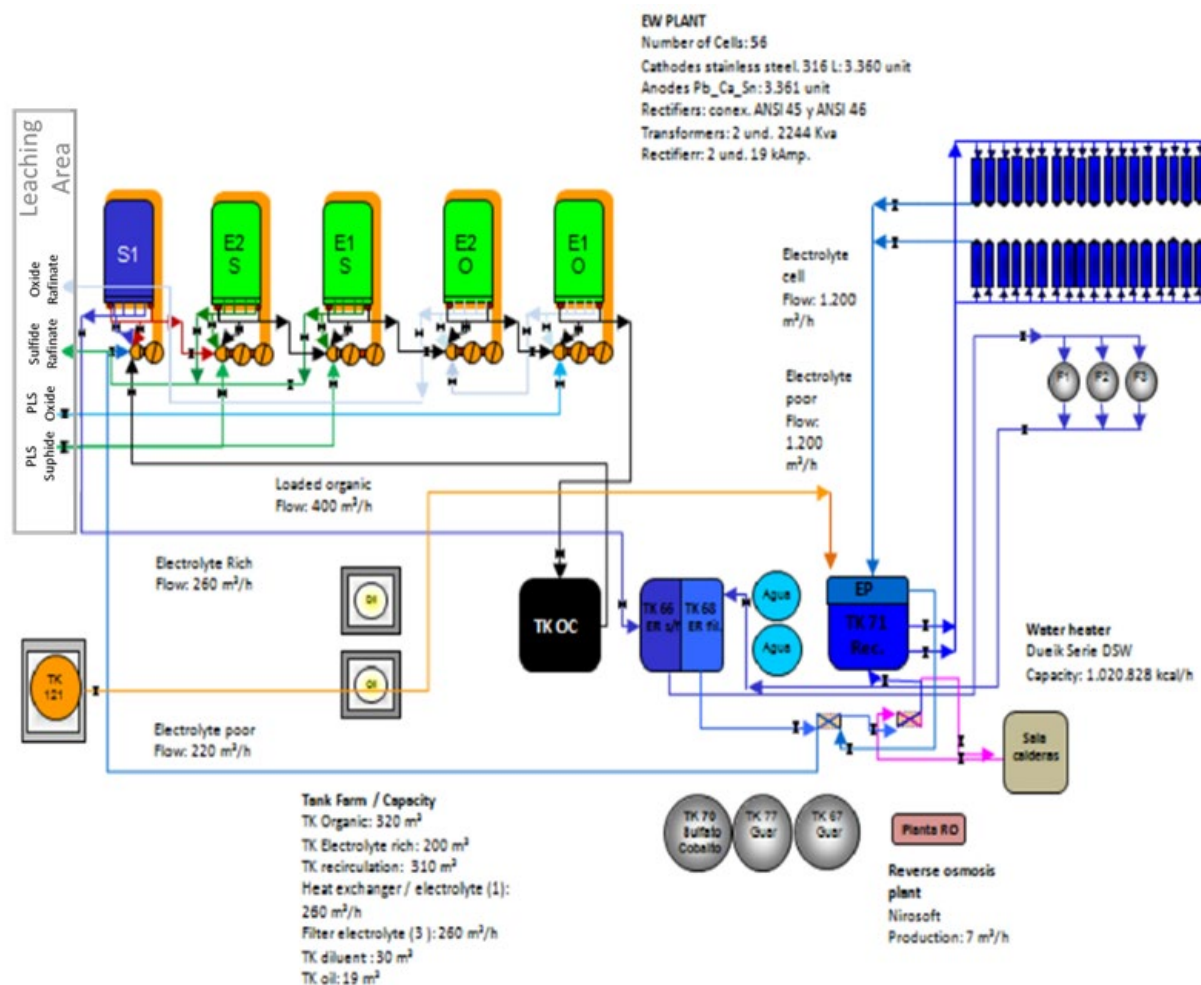 EW PLANT
Number of Cells: 56
Cathodes stainless steel. 316 L: 3.360 unit
Anodes Pb_Ca_Sn: 3.361 unit
Rectifiers: conex. ANSI 45 y ANSI 46
Transformers: 2 und. 2244 Kva
Rectifierr: 2 und. 19 kAmp.
Leaching
Area
S1
E2
S
E1
S
E2
O
E1
O
Oxide
Rafinate
Sulfide
Rafinate
PLS
Oxide
PLS
Suphide
Electrolyte
cell
Flow: 1.200
m³/h
Electrolyte
poor
Flow:
1.200
m³/h
F1
F2
F3
Loaded organic
Flow: 400 m³/h
Electrolyte Rich
Flow: 260 m³/h
TK OC
TK 66
ER s/f
TK 68
ER fil.
Agua
Agua
EP
TK 71
Rec.
Water heater
Dueik Serie DSW
Capacity: 1.020.828 kcal/h
TK
121
Electrolyte poor
Flow: 220 m³/h
Sala
calderas
Tank Farm / Capacity
TK Organic: 320 m³
TK Electrolyte rich: 200 m³
TK recirculation: 310 m³
Heat exchanger / electrolyte (1):
260 m³/h
Filter electrolyte (3 ): 260 m³/h
TK diluent : 30 m³
TK oil: 19 m³
TK 70
Sulfato
Cobalto
TK 77
Guar
TK 67
Guar
Planta RO
Reverse osmosis
plant
Nirosoft
Production: 7 m³/h